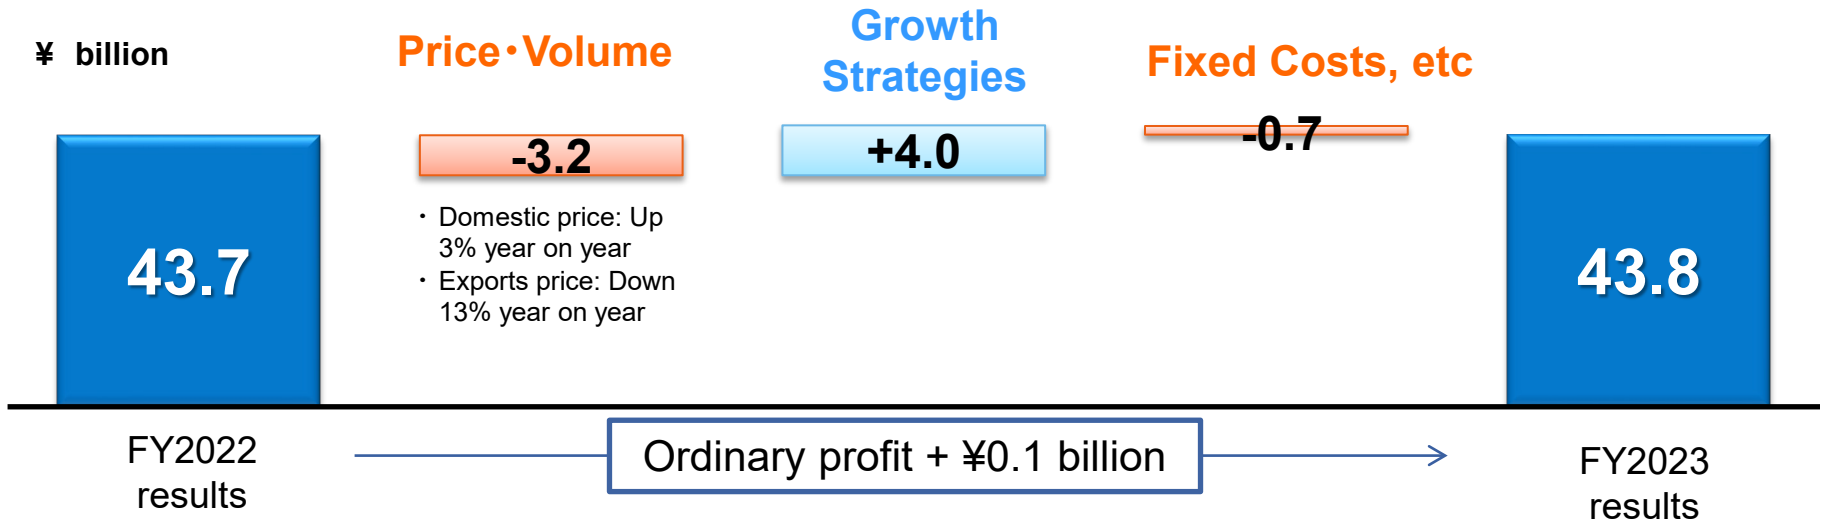 ¥ billion
Price・Volume
Growth
Strategies
Fixed Costs, etc
-3.2
+4.0
-0.7
43.7
・ Domestic price: Up
3% year on year
・ Exports price: Down
13% year on year
43.8
FY2022
results
Ordinary profit + ¥0.1 billion
FY2023
results